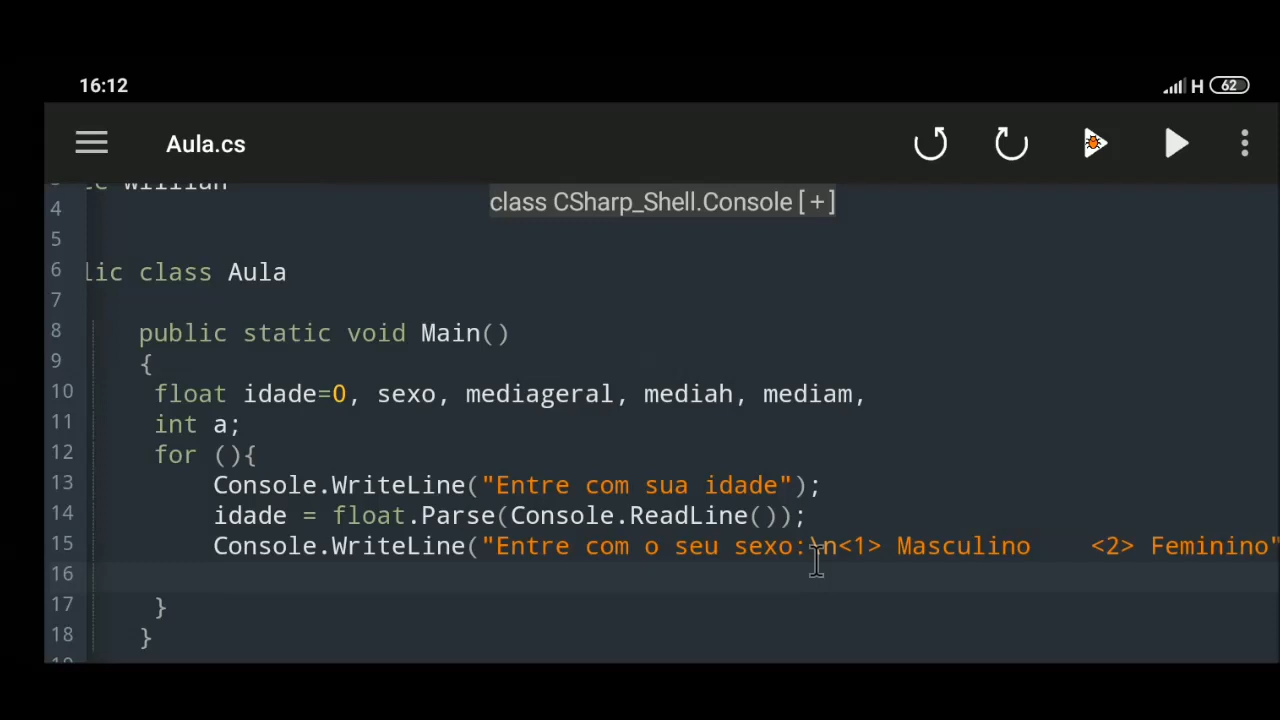 16:12
H 62
Aula.cs
Willian
class CSharp_Shell.Console [+]
4
5
6 lic class Aula
7
8 public static void Main()
9 {
10 float idade=0, sexo, mediageral, mediah, mediam,
11 int a;
12 for (){
13 Console.WriteLine("Entre com sua idade");
14 idade = float.Parse(Console.ReadLine());
15 Console.WriteLine("Entre com o seu sexo:\n<1> Masculino    <2> Feminino"
16
17 }
18 }